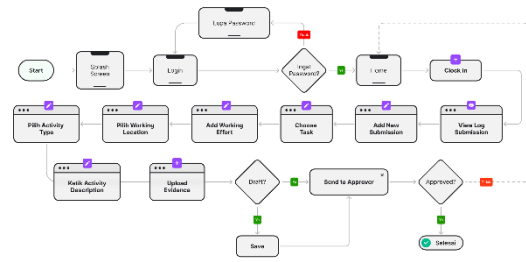 Lupa Password
Tidak
Start
Splash
Screen
Login
Ingat
Password?
Ya
Home
Clock In
Pilih Activity
Type
Pilih Working
Location
Add Working
Effort
Choose
Task
Add New
Submission
View Log
Submission
Ketik Activity
Description
Upload
Evidence
Draft?
Ya
Send to Approver
Approved?
Tidak
Ya
Ya
Save
Selesai